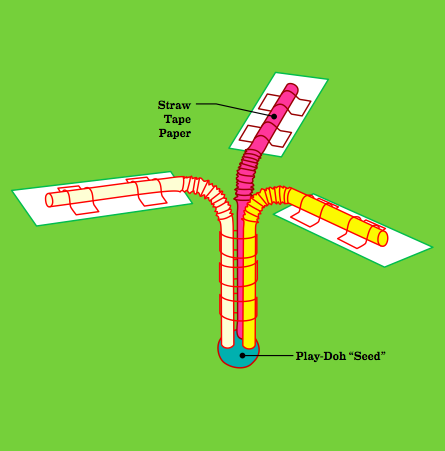 Straw
Tape
Paper
Play-Doh “Seed”